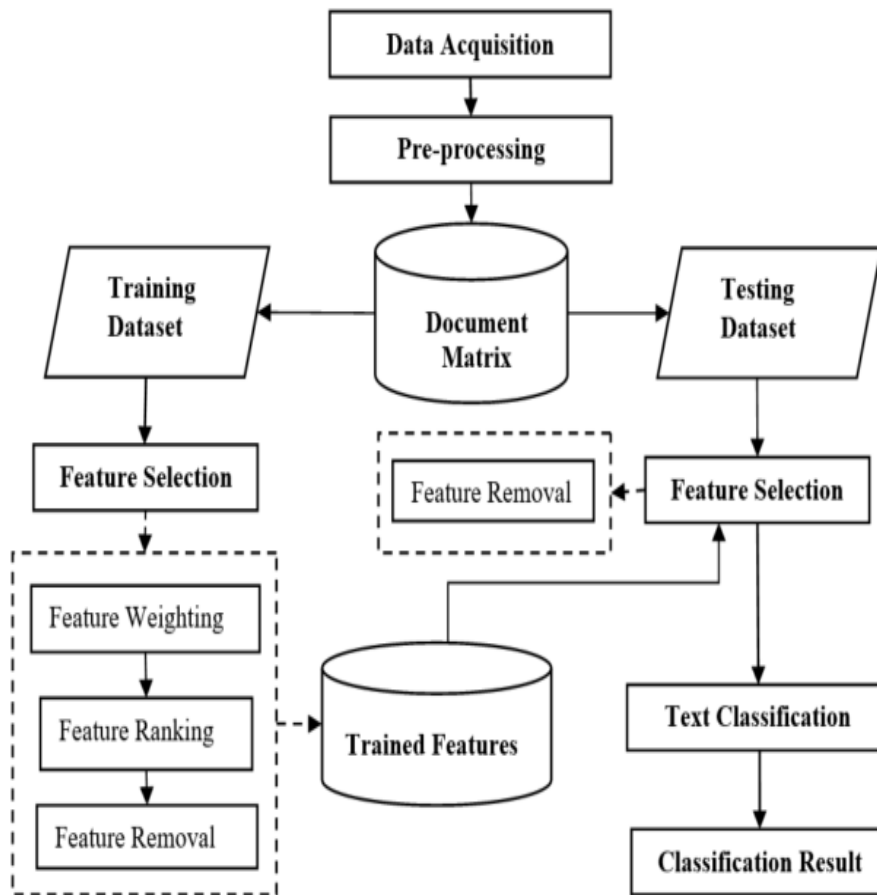 Data Acquisition
Pre-processing
Training
Dataset
Document
Matrix
Testing
Dataset
Feature Selection
Feature Removal
Feature Selection
Feature Weighting
Feature Ranking
Feature Removal
Trained Features
Text Classification
Classification Result